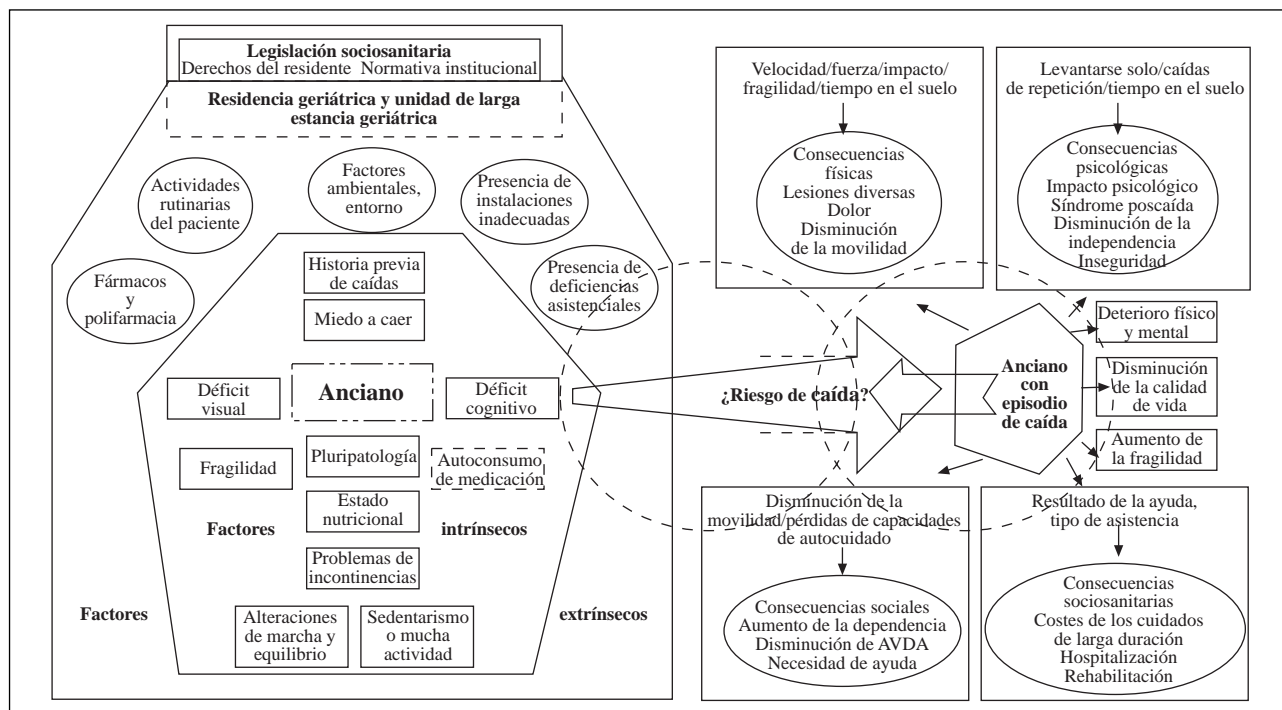 Legislación sociosanitaria
Derechos del residente Normativa institucional
Residencia geriátrica y unidad de larga
estancia geriátrica
Actividades
rutinarias
del paciente
Factores
ambientales,
entorno
Presencia de
instalaciones
inadecuadas
Fármacos
y
polifarmacia
Presencia de
deficiencias
asistenciales
Historia previa
de caídas
Miedo a caer
Déficit
visual
Anciano
Déficit
cognitivo
Fragilidad
Pluripatología
Autoconsumo
de medicación
Estado
nutricional
Factores
intrínsecos
Problemas de
incontinencias
Factores
extrínsecos
Alteraciones
de marcha y
equilibrio
Sedentarismo
o mucha
actividad
¿Riesgo de caída?
Velocidad/fuerza/impacto/
fragilidad/tiempo en el suelo
Consecuencias
físicas
Lesiones diversas
Dolor
Disminución
de la movilidad
Levantarse solo/caídas
de repetición/tiempo en el suelo
Consecuencias
psicológicas
Impacto psicológico
Síndrome poscaída
Disminución de la
independencia
Inseguridad
Anciano
con
episodio
de caída
Deterioro físico
y mental
Disminución
de la calidad
de vida
Aumento de
la fragilidad
Disminución de la
movilidad/pérdidas de capacidades
de autocuidado
Consecuencias sociales
Aumento de la dependencia
Disminución de AVDA
Necesidad de ayuda
Resultado de la ayuda,
tipo de asistencia
Consecuencias
sociosanitarias
Costes de los cuidados
de larga duración
Hospitalización
Rehabilitación